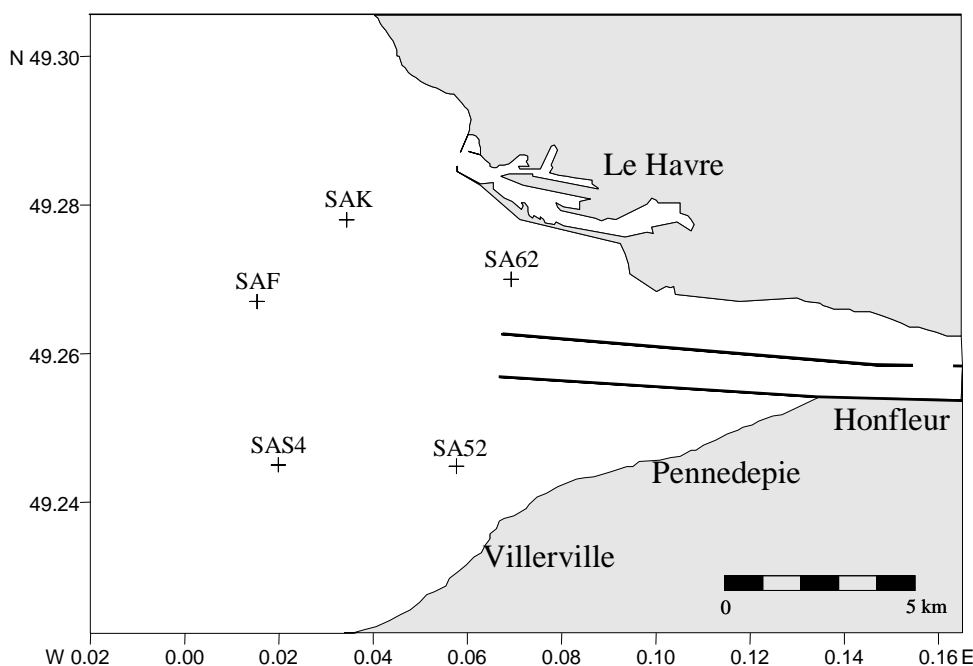 N 49.30
Le Havre
49.28
SAK
SA62
SAF
49.26
Honfleur
SAS4
SA52
Pennedepie
49.24
Villerville
0
5 km
W 0.02 0.00 0.02 0.04 0.06 0.08 0.10 0.12 0.14 0.16 E